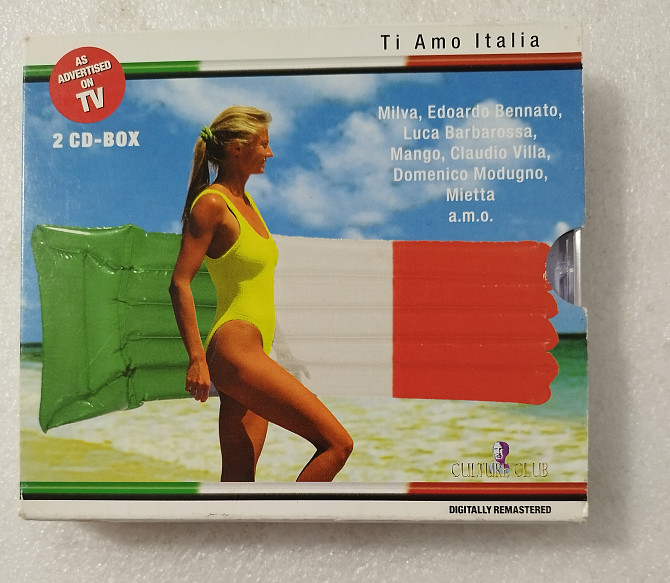 Ti Amo Italia
AS
ADVERTISED
ON
TV
2 CD-BOX
Milva, Edoardo Bennato,
Luca Barbarossa,
Mango, Claudio Villa,
Domenico Modugno,
Mietta
a.m.o.
CULTURE CLUB
DIGITALLY REMASTERED